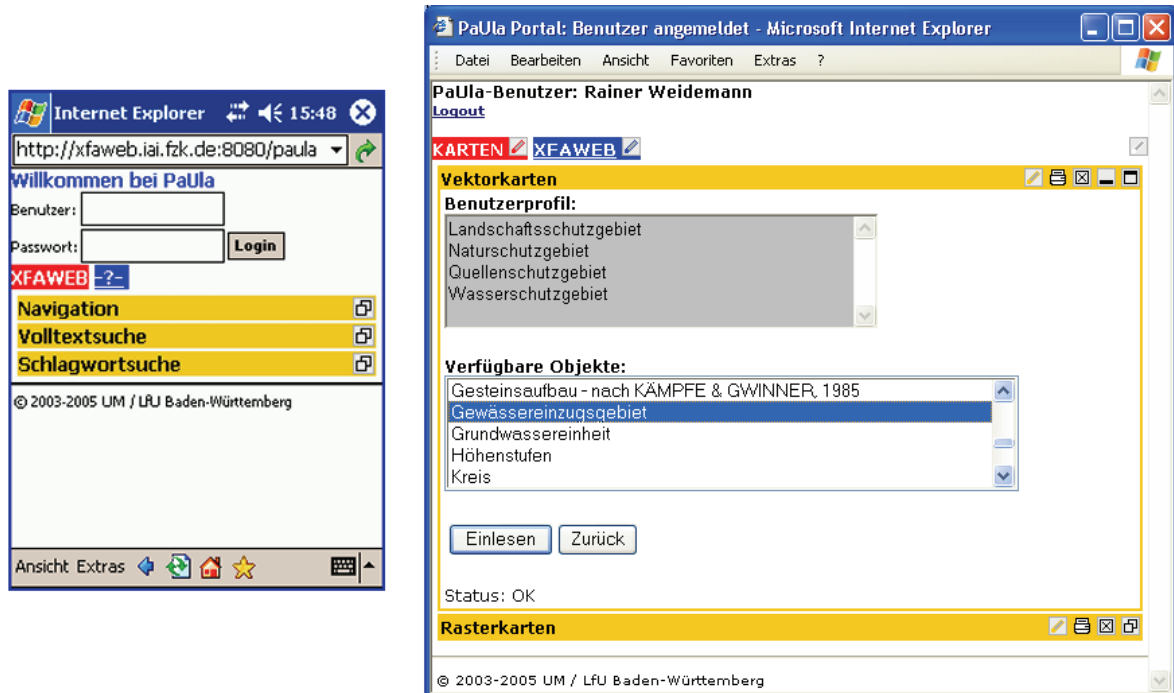 Internet Explorer 15:48
http://xfaweb.iai.fzk.de:8080/paula
Willkommen bei PaUla
Benutzer:
Passwort: Login
XFAWEB -?-
Navigation
Volltextsuche
Schlagwortsuche
© 2003-2005 UM / LfU Baden-Württemberg
Ansicht Extras
PaUla Portal: Benutzer angemeldet - Microsoft Internet Explorer
Datei Bearbeiten Ansicht Favoriten Extras ?
PaUla-Benutzer: Rainer Weidemann
Logout
KARTEN XFAWEB
Vektorkarten
Benutzerprofil:
Landschaftsschutzgebiet
Naturschutzgebiet
Quellenschutzgebiet
Wasserschutzgebiet
Verfügbare Objekte:
Gesteinsaufbau - nach KÄMPFE & GWINNER, 1985
Gewässereinzugsgebiet
Grundwassereinheit
Höhenstufen
Kreis
Einlesen Zurück
Status: OK
Rasterkarten
© 2003-2005 UM / LfU Baden-Württemberg